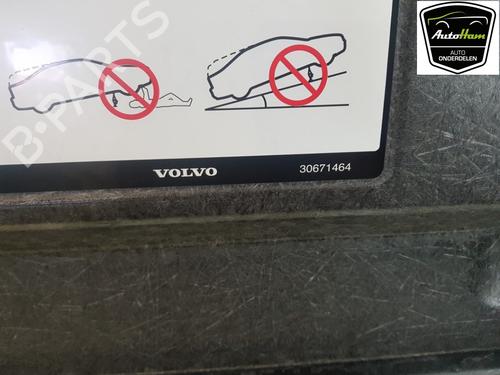 AutoHam
AUTO
ONDERDELEN
B-PARTS
VOLVO
30671464